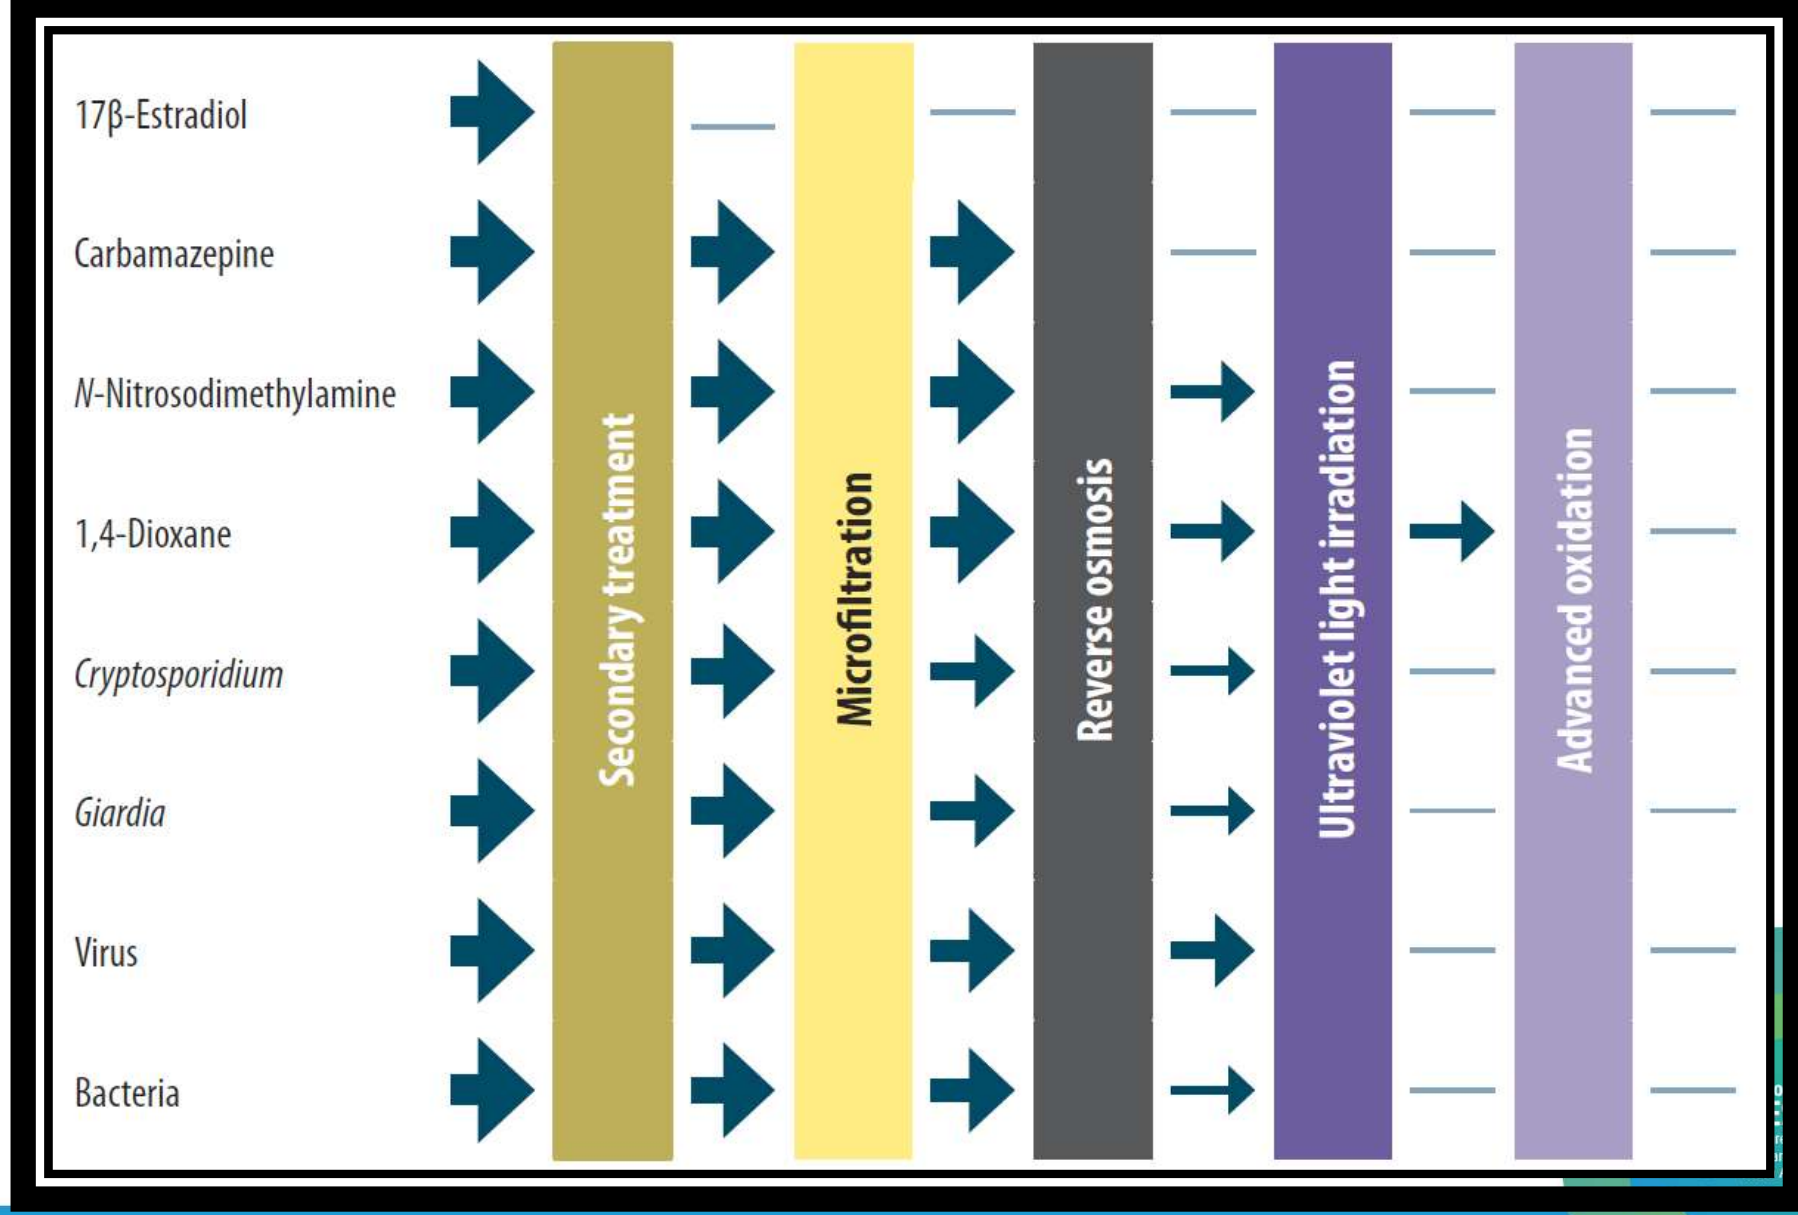 17β-Estradiol
Carbamazepine
N-Nitrosodimethylamine
1,4-Dioxane
Cryptosporidium
Giardia
Virus
Bacteria
Secondary treatment
Microfiltration
Reverse osmosis
Ultraviolet light irradiation
Advanced oxidation